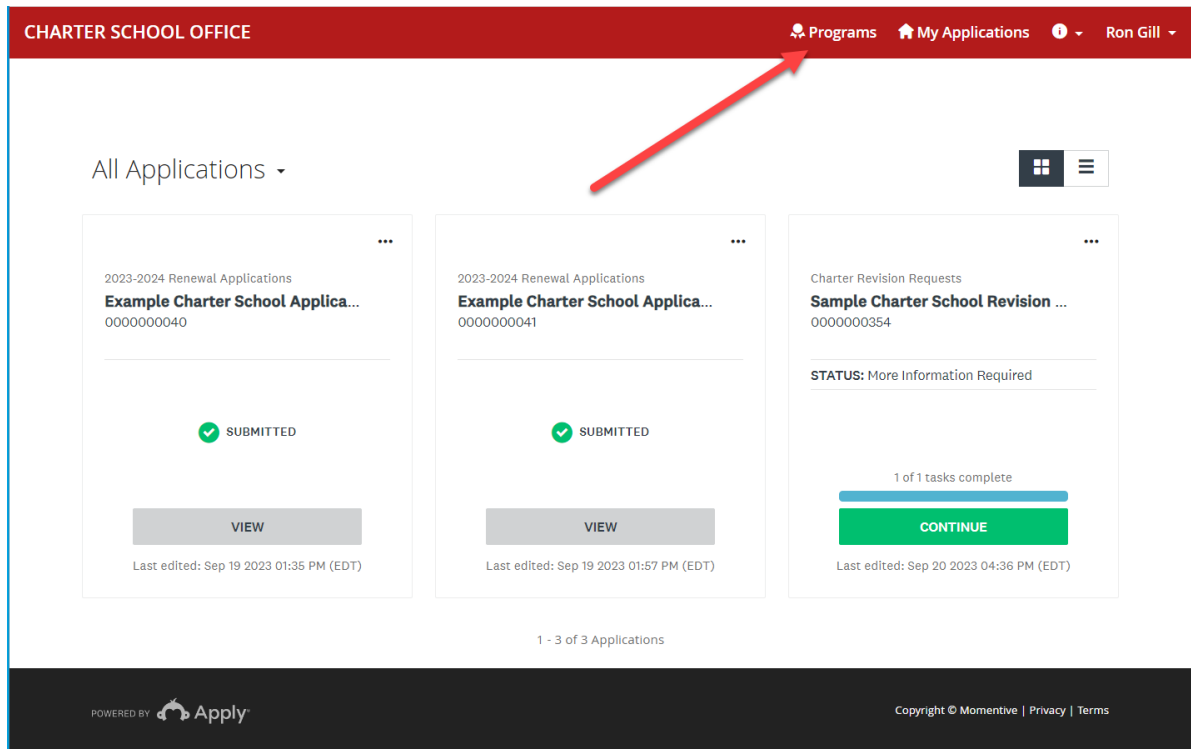 CHARTER SCHOOL OFFICE
Programs
My Applications
Ron Gill
All Applications
2023-2024 Renewal Applications
Example Charter School Applica...
0000000040
SUBMITTED
VIEW
Last edited: Sep 19 2023 01:35 PM (EDT)
2023-2024 Renewal Applications
Example Charter School Applica...
0000000041
SUBMITTED
VIEW
Last edited: Sep 19 2023 01:57 PM (EDT)
Charter Revision Requests
Sample Charter School Revision ...
0000000354
STATUS: More Information Required
1 of 1 tasks complete
CONTINUE
Last edited: Sep 20 2023 04:36 PM (EDT)
1 - 3 of 3 Applications
POWERED BY Apply
Copyright © Momentive | Privacy | Terms